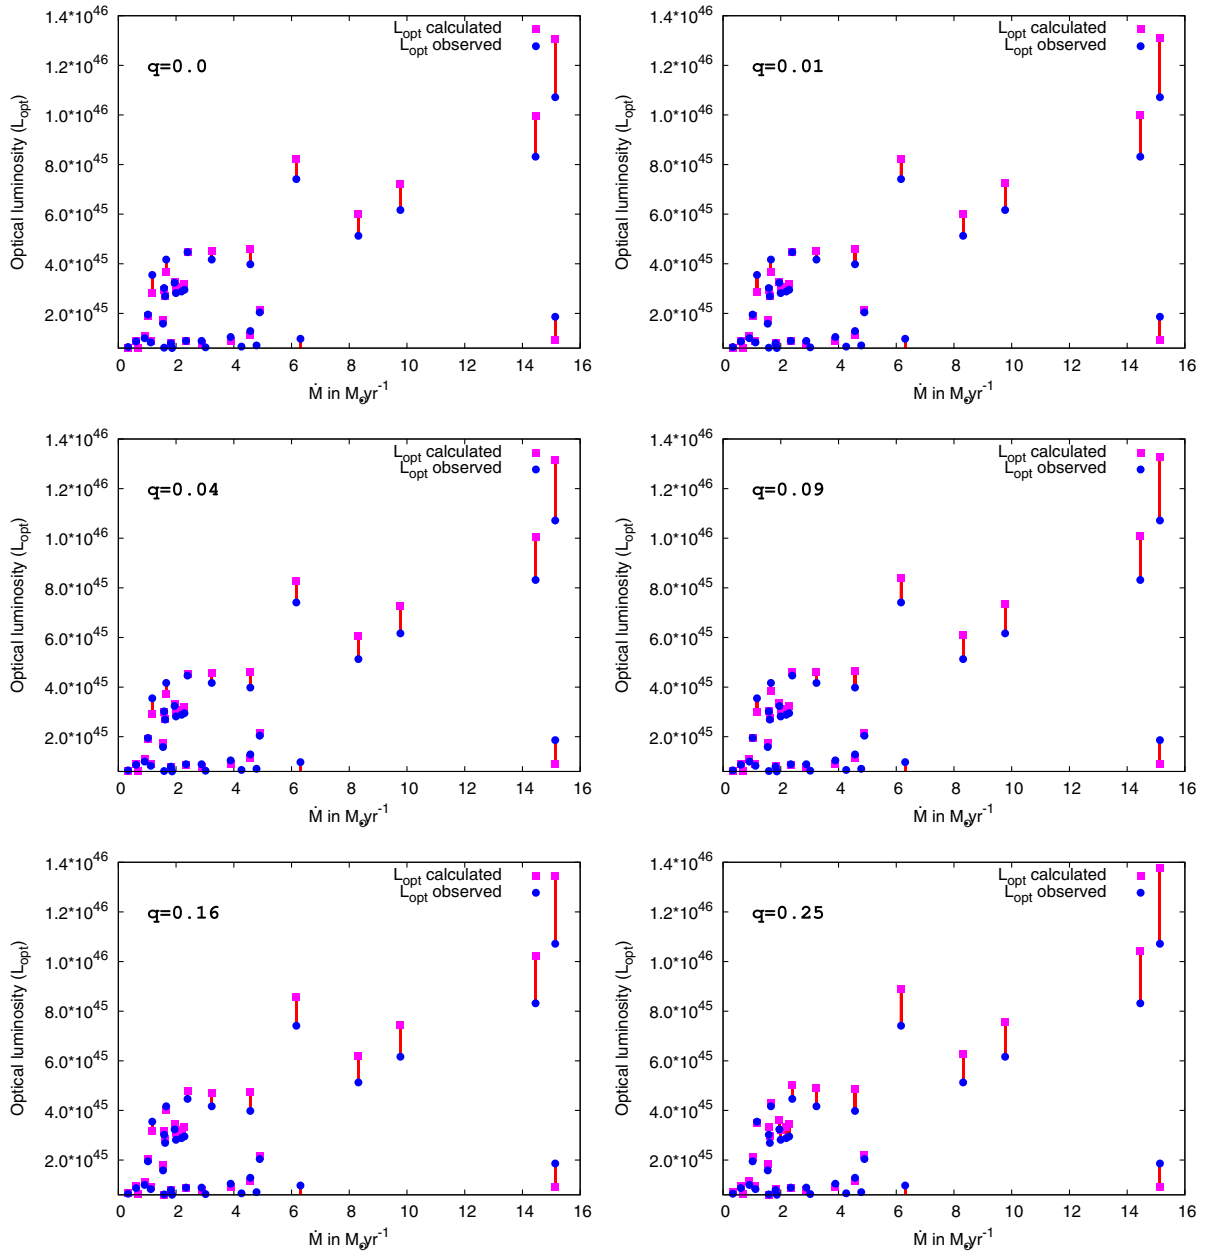 1.4*10^46
1.2*10^46
1.0*10^46
8.0*10^45
6.0*10^45
4.0*10^45
2.0*10^45
Optical luminosity (L_opt)
q=0.0
L_opt calculated
L_opt observed
0 2 4 6 8 10 12 14 16
Ṁ in M_☉yr^-1
1.4*10^46
1.2*10^46
1.0*10^46
8.0*10^45
6.0*10^45
4.0*10^45
2.0*10^45
Optical luminosity (L_opt)
q=0.01
L_opt calculated
L_opt observed
0 2 4 6 8 10 12 14 16
Ṁ in M_☉yr^-1
1.4*10^46
1.2*10^46
1.0*10^46
8.0*10^45
6.0*10^45
4.0*10^45
2.0*10^45
Optical luminosity (L_opt)
q=0.04
L_opt calculated
L_opt observed
0 2 4 6 8 10 12 14 16
Ṁ in M_☉yr^-1
1.4*10^46
1.2*10^46
1.0*10^46
8.0*10^45
6.0*10^45
4.0*10^45
2.0*10^45
Optical luminosity (L_opt)
q=0.09
L_opt calculated
L_opt observed
0 2 4 6 8 10 12 14 16
Ṁ in M_☉yr^-1
1.4*10^46
1.2*10^46
1.0*10^46
8.0*10^45
6.0*10^45
4.0*10^45
2.0*10^45
Optical luminosity (L_opt)
q=0.16
L_opt calculated
L_opt observed
0 2 4 6 8 10 12 14 16
Ṁ in M_☉yr^-1
1.4*10^46
1.2*10^46
1.0*10^46
8.0*10^45
6.0*10^45
4.0*10^45
2.0*10^45
Optical luminosity (L_opt)
q=0.25
L_opt calculated
L_opt observed
0 2 4 6 8 10 12 14 16
Ṁ in M_☉yr^-1